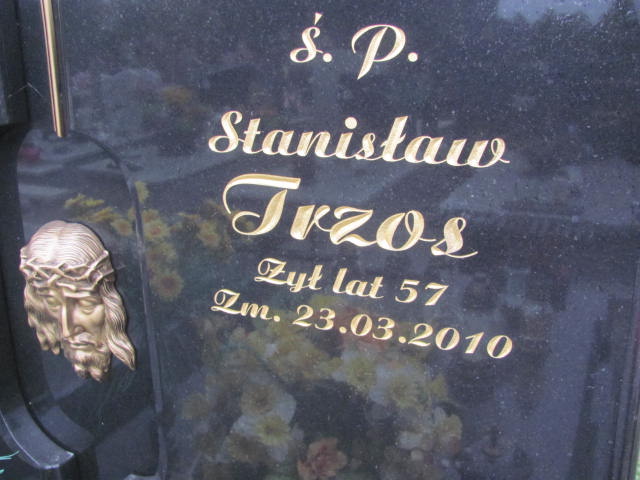 ś. P.
Stanisław
Trzos
Żył lat 57
Zm. 23.03.2010